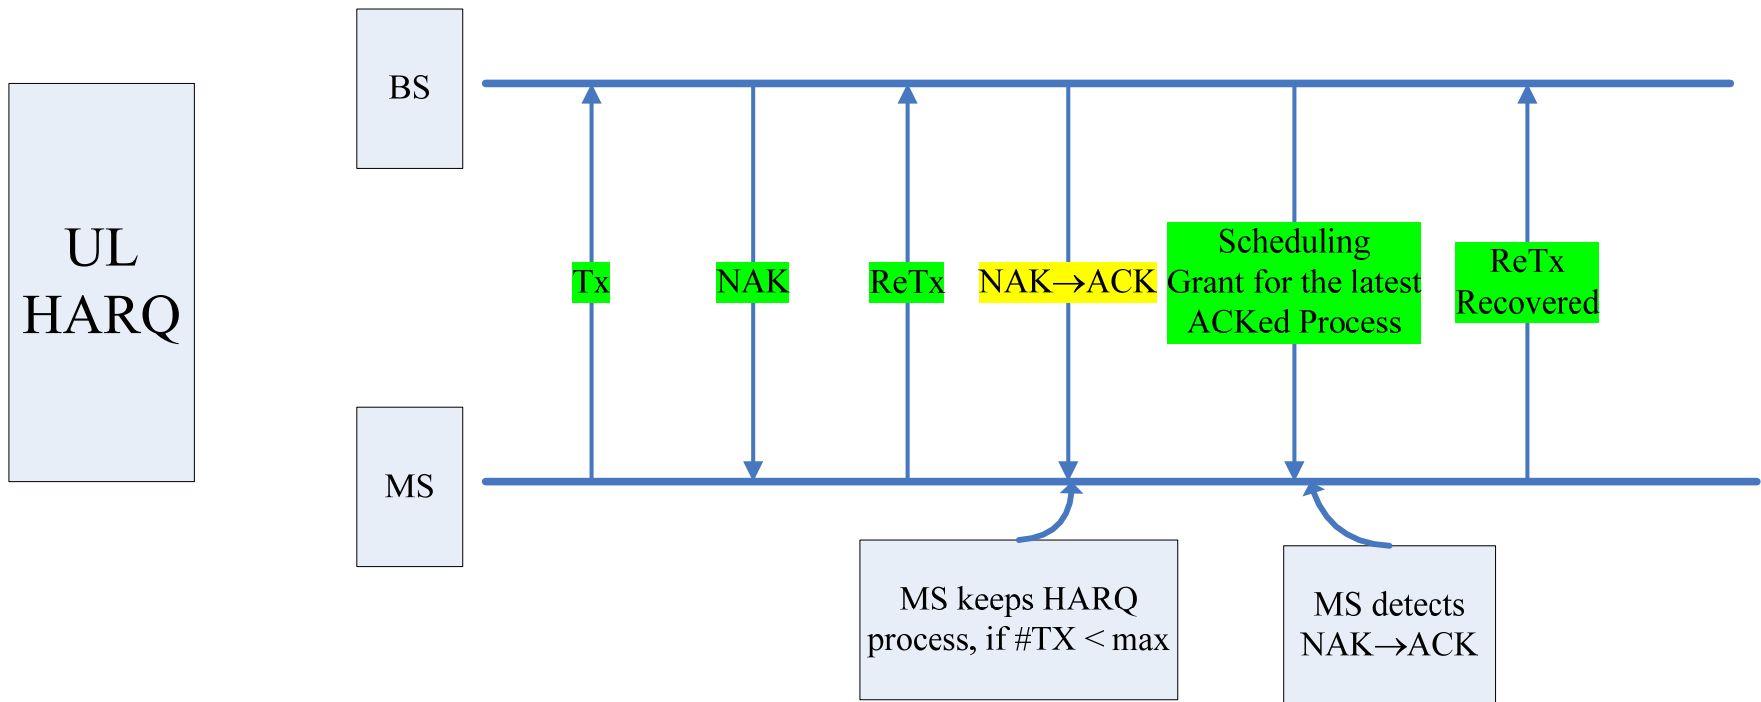 UL
HARQ
BS
MS
Tx
NAK
ReTx
NAK→ACK
Scheduling
Grant for the latest
ACKed Process
ReTx
Recovered
MS keeps HARQ
process, if #TX < max
MS detects
NAK→ACK